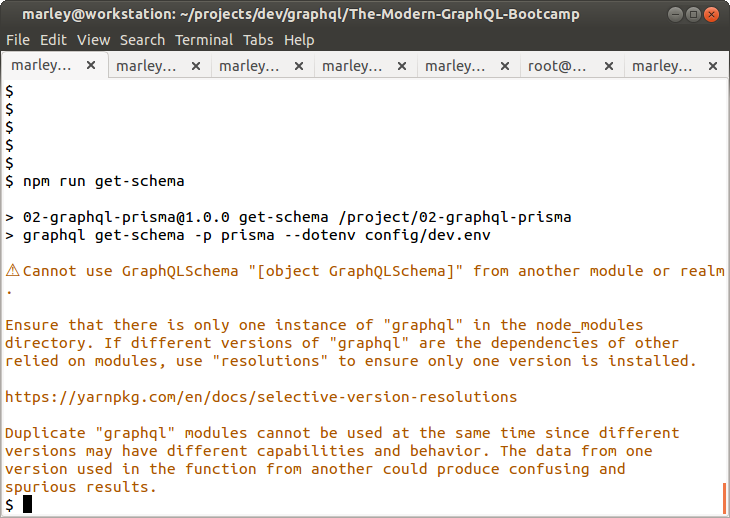 marley@workstation: ~/projects/dev/graphql/The-Modern-GraphQL-Bootcamp
File Edit View Search Terminal Tabs Help
marley… marley… marley… marley… marley… root@… marley…
$
$
$
$
$
$ npm run get-schema
> 02-graphql-prisma@1.0.0 get-schema /project/02-graphql-prisma
> graphql get-schema -p prisma --dotenv config/dev.env
⚠Cannot use GraphQLSchema "[object GraphQLSchema]" from another module or realm
.
Ensure that there is only one instance of "graphql" in the node_modules
directory. If different versions of "graphql" are the dependencies of other
relied on modules, use "resolutions" to ensure only one version is installed.
https://yarnpkg.com/en/docs/selective-version-resolutions
Duplicate "graphql" modules cannot be used at the same time since different
versions may have different capabilities and behavior. The data from one
version used in the function from another could produce confusing and
spurious results.
$